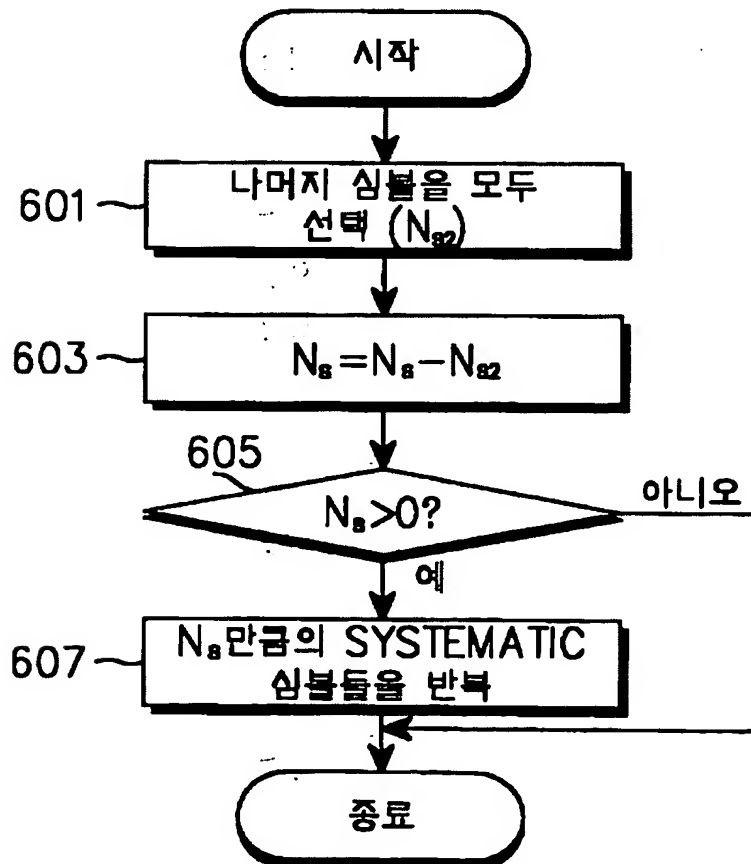 시작
601
나머지 심볼을 모두
선택 (Nₛ₂)
603
Nₛ=Nₛ-Nₛ₂
605
Nₛ>0?
아니오
예
607
Nₛ만큼의 SYSTEMATIC
심볼들을 반복
종료